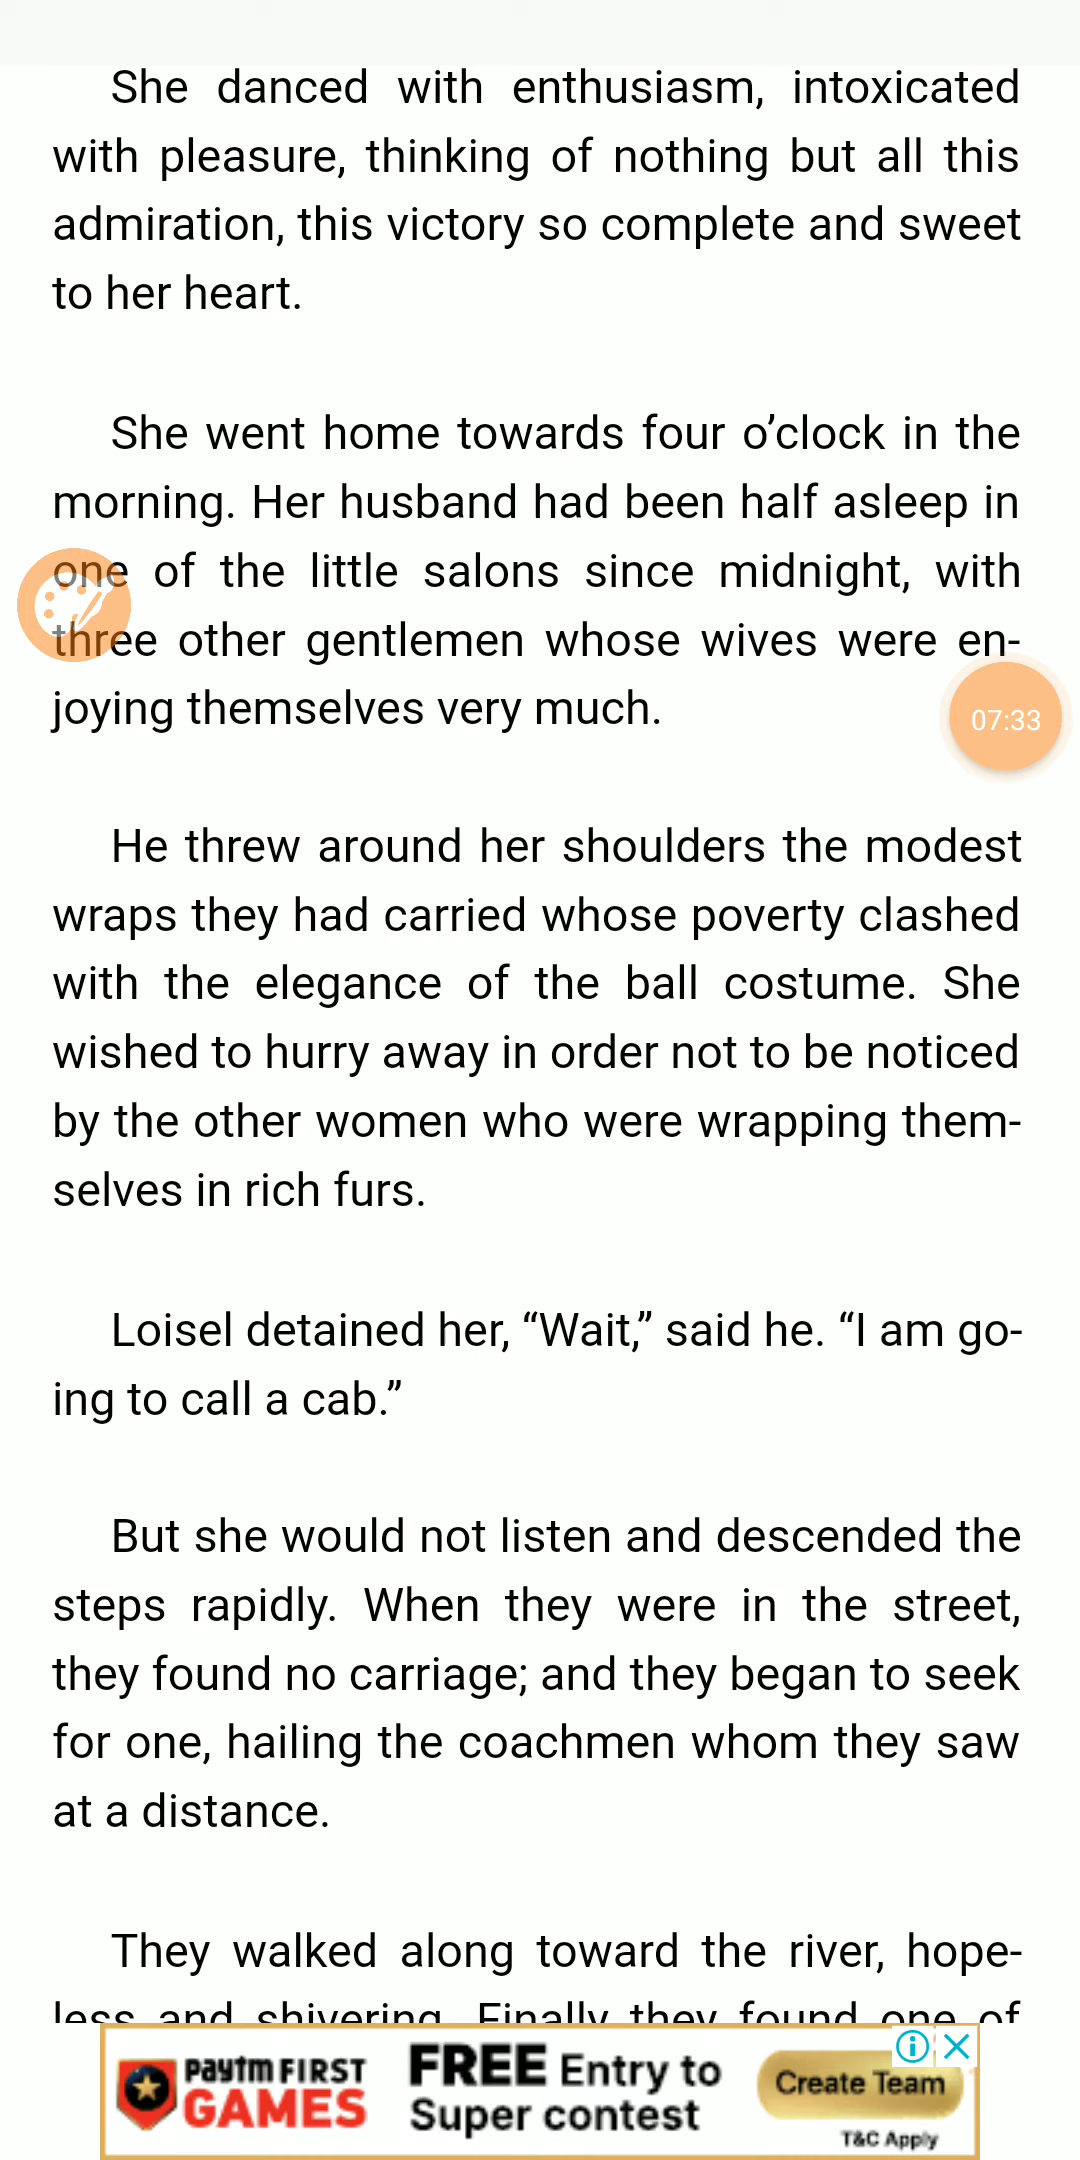 She danced with enthusiasm, intoxicated
with pleasure, thinking of nothing but all this
admiration, this victory so complete and sweet
to her heart.
She went home towards four o’clock in the
morning. Her husband had been half asleep in
one of the little salons since midnight, with
three other gentlemen whose wives were en-
joying themselves very much.
07:33
He threw around her shoulders the modest
wraps they had carried whose poverty clashed
with the elegance of the ball costume. She
wished to hurry away in order not to be noticed
by the other women who were wrapping them-
selves in rich furs.
Loisel detained her, “Wait,” said he. “I am go-
ing to call a cab.”
But she would not listen and descended the
steps rapidly. When they were in the street,
they found no carriage; and they began to seek
for one, hailing the coachmen whom they saw
at a distance.
They walked along toward the river, hope-
less and shivering. Finally they found one of
paytm FIRST
GAMES
FREE Entry to
Super contest
Create Team
T&C Apply